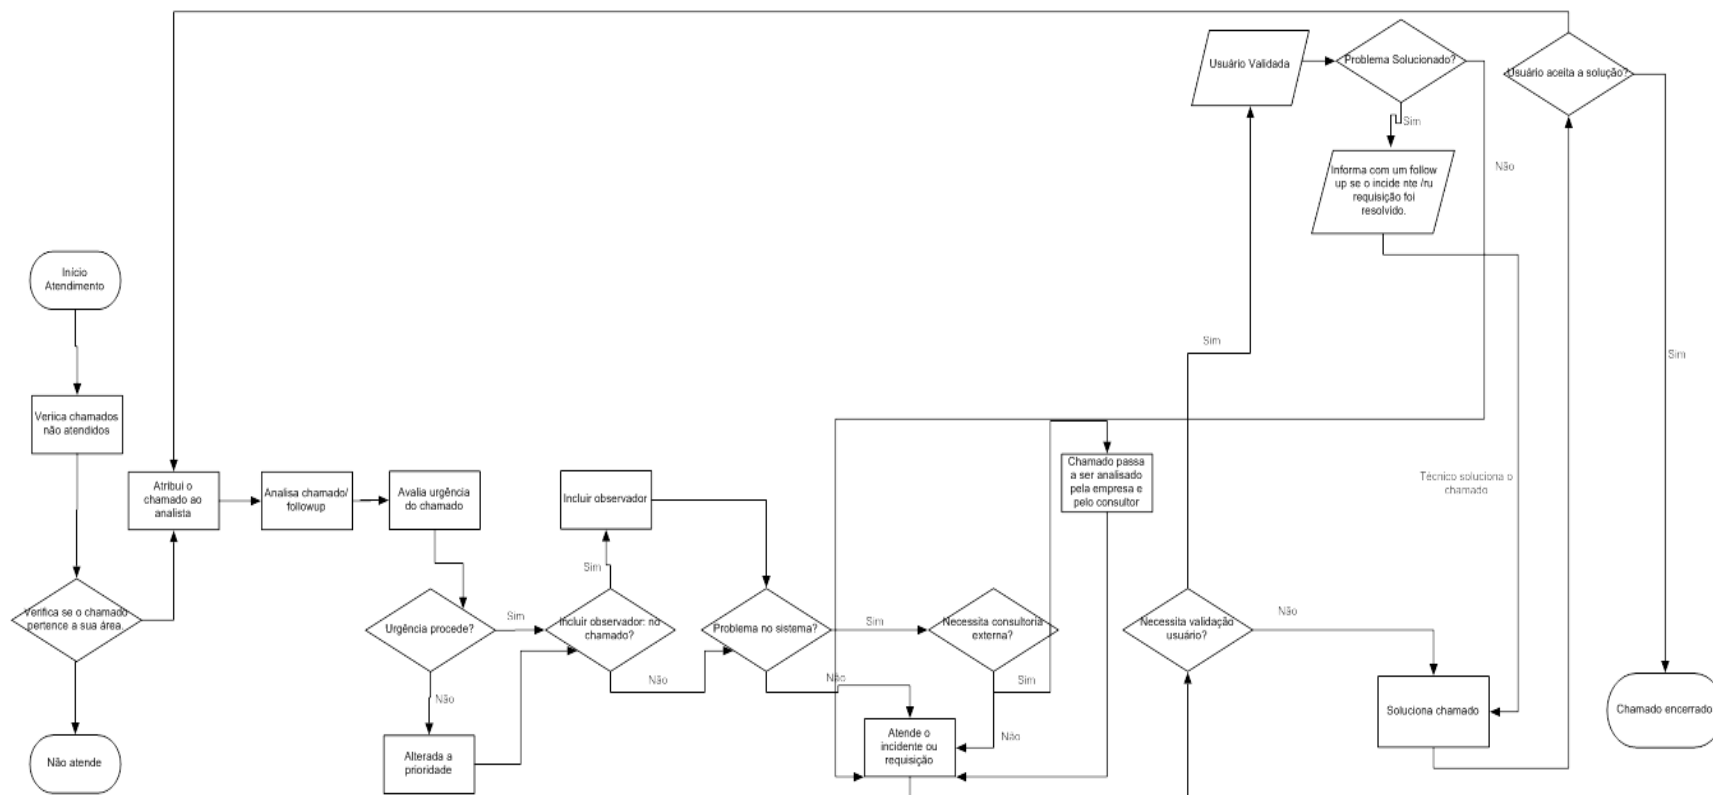 Início
Atendimento
Veriica chamados
não atendidos
Verifica se o chamado
pertence a sua área.
Não atende
Atribui o
chamado ao
analista
Analisa chamado/
followup
Avalia urgência
do chamado
Urgência procede?
Sim
Não
Alterada a
prioridade
Incluir observador: no
chamado?
Sim
Não
Incluir observador
Problema no sistema?
Sim
Não
Necessita consultoria
externa?
Sim
Não
Chamado passa
a ser analisado
pela empresa e
pelo consultor
Atende o
incidente ou
requisição
Necessita validação
usuário?
Sim
Não
Usuário Validada
Problema Solucionado?
Sim
Não
Informa com um follow
up se o incide nte /ru
requisição foi
resolvido.
Técnico soluciona o
chamado
Soluciona chamado
Usuário aceita a solução?
Sim
Chamado encerrado